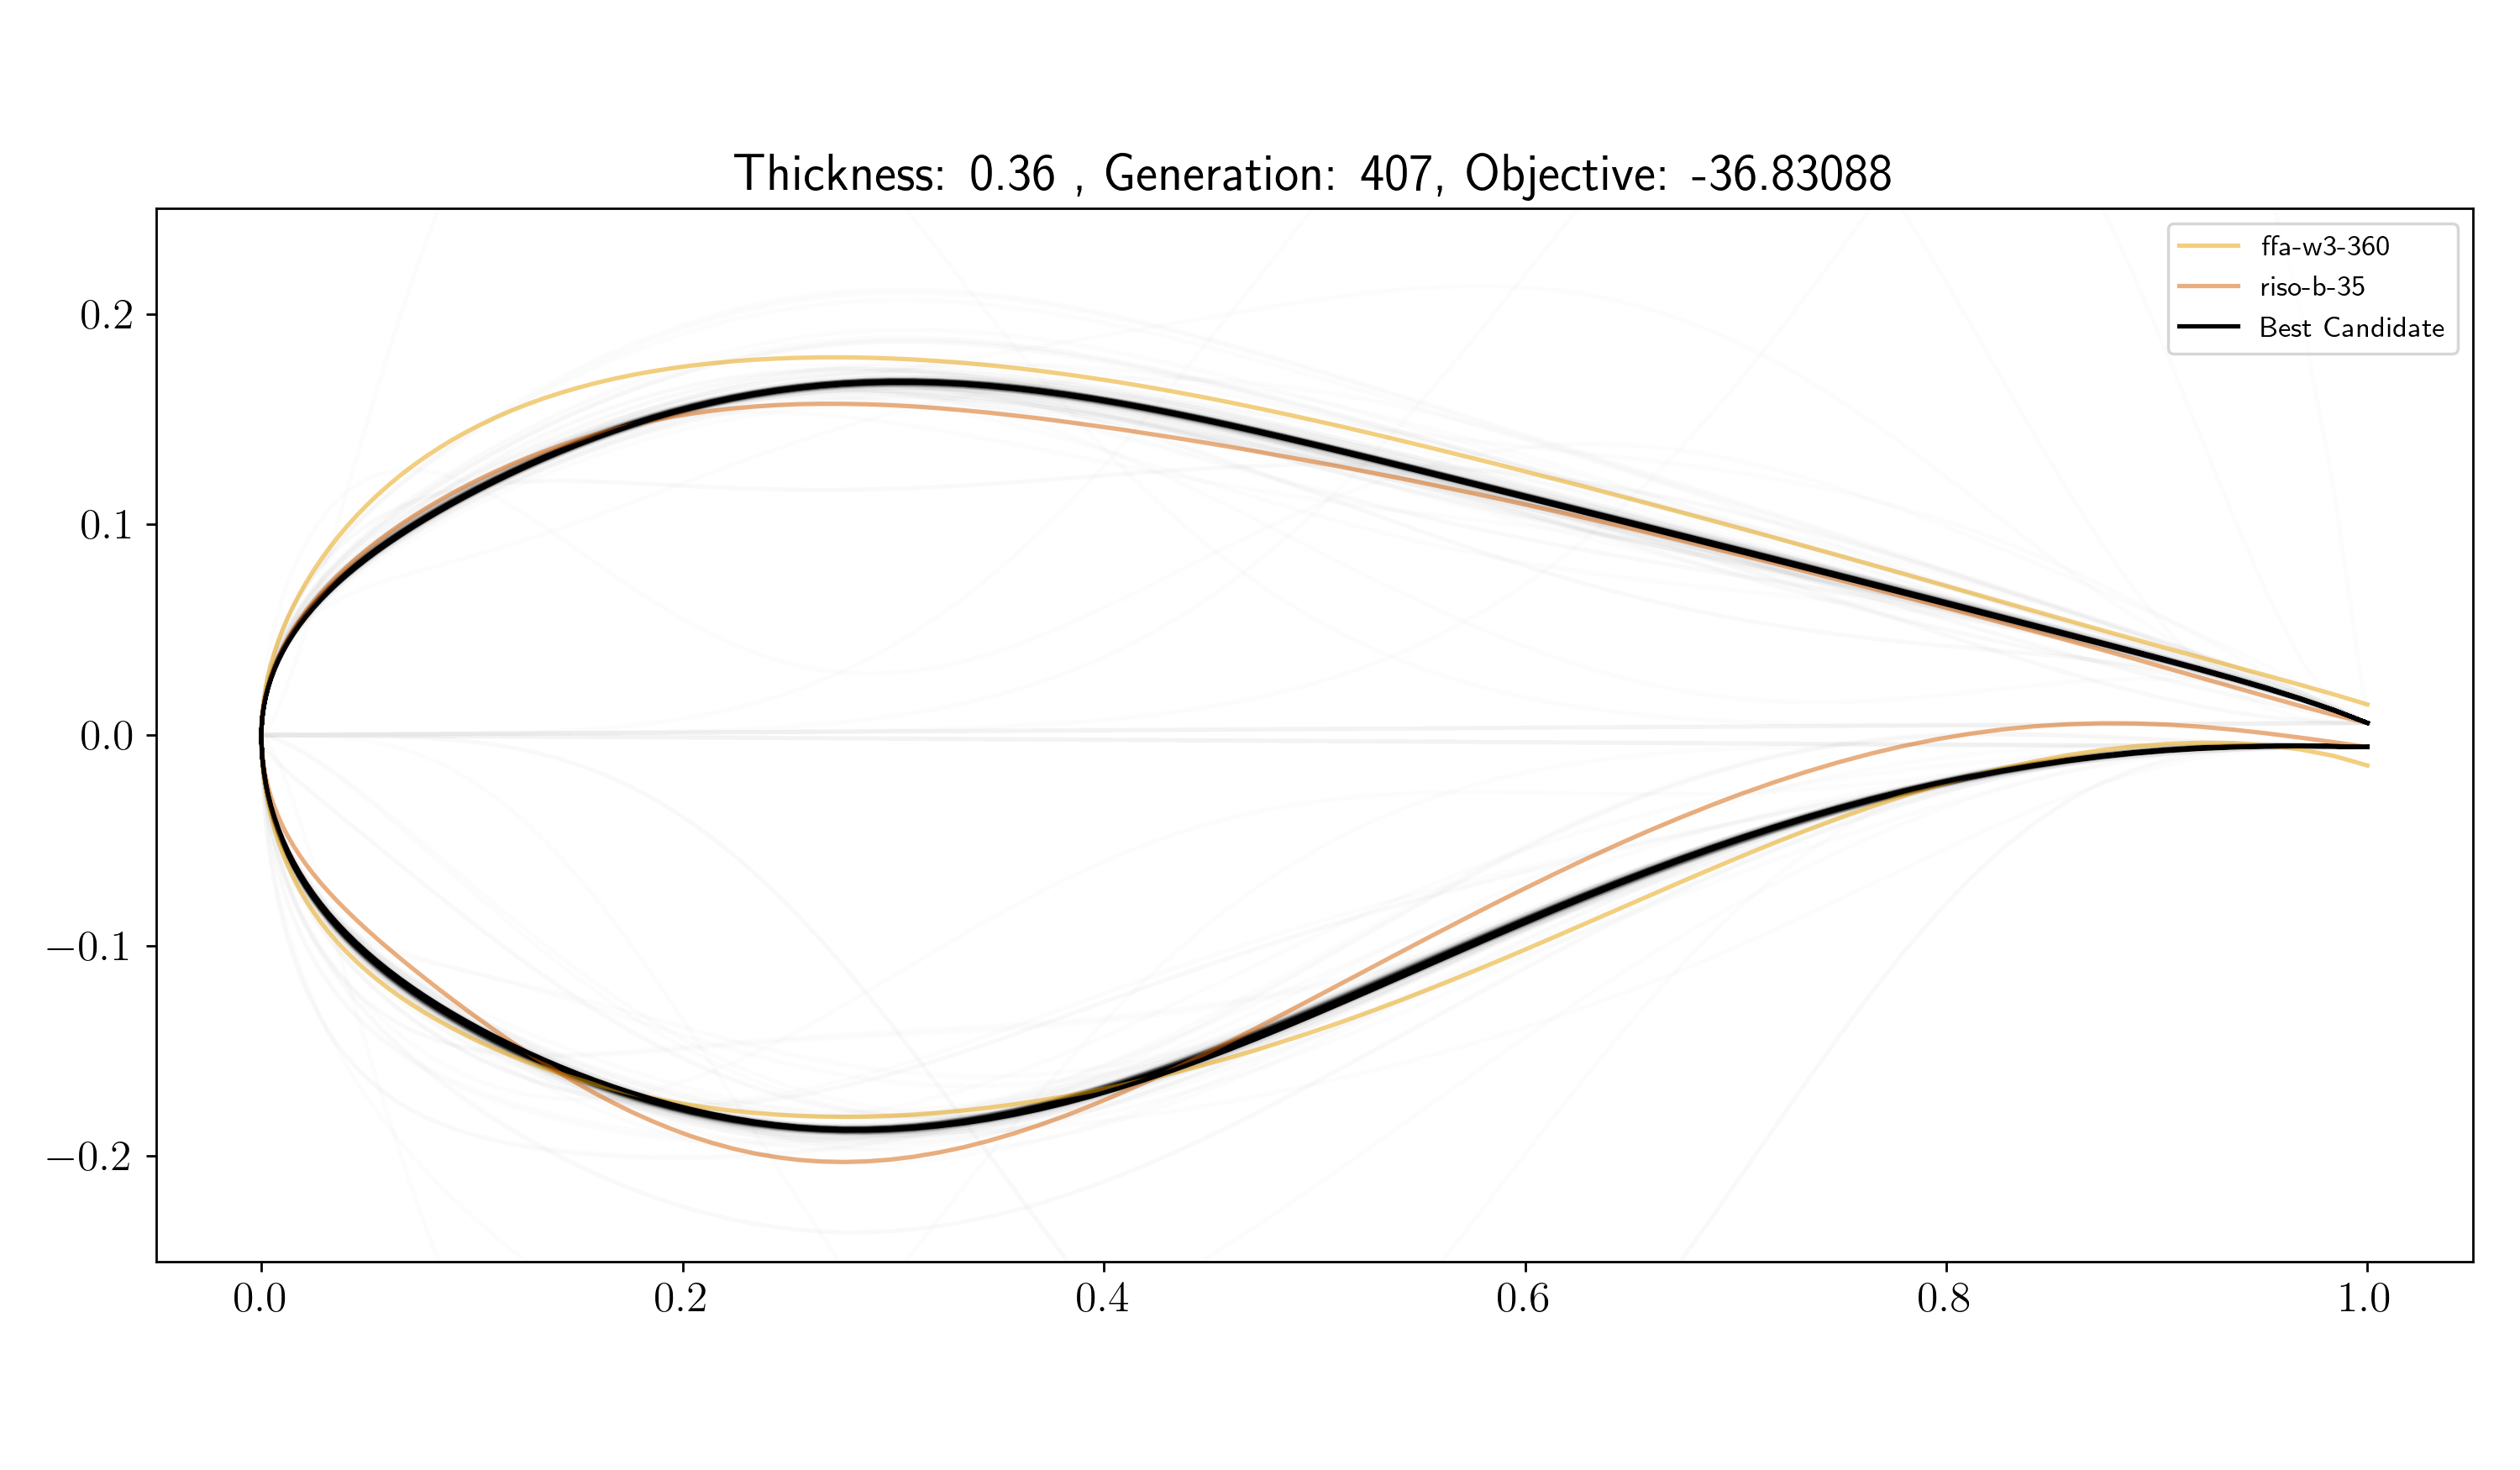 Thickness: 0.36 , Generation: 407, Objective: -36.83088
ffa-w3-360
riso-b-35
Best Candidate
0.2
0.1
0.0
−0.1
−0.2
0.0 0.2 0.4 0.6 0.8 1.0